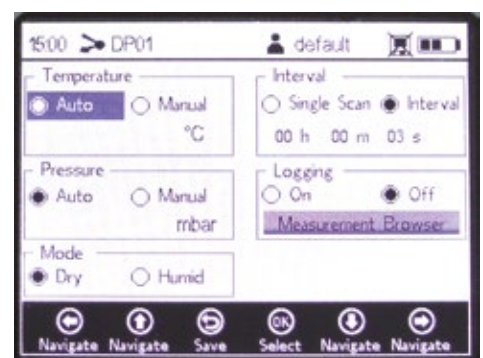 15:00 DP01 default
Temperature
Auto Manual
°C
Pressure
Auto Manual
mbar
Mode
Dry Humid
Interval
Single Scan Interval
00 h 00 m 03 s
Logging
On Off
Measurement Browser
Navigate Navigate Save OK Select Navigate Navigate